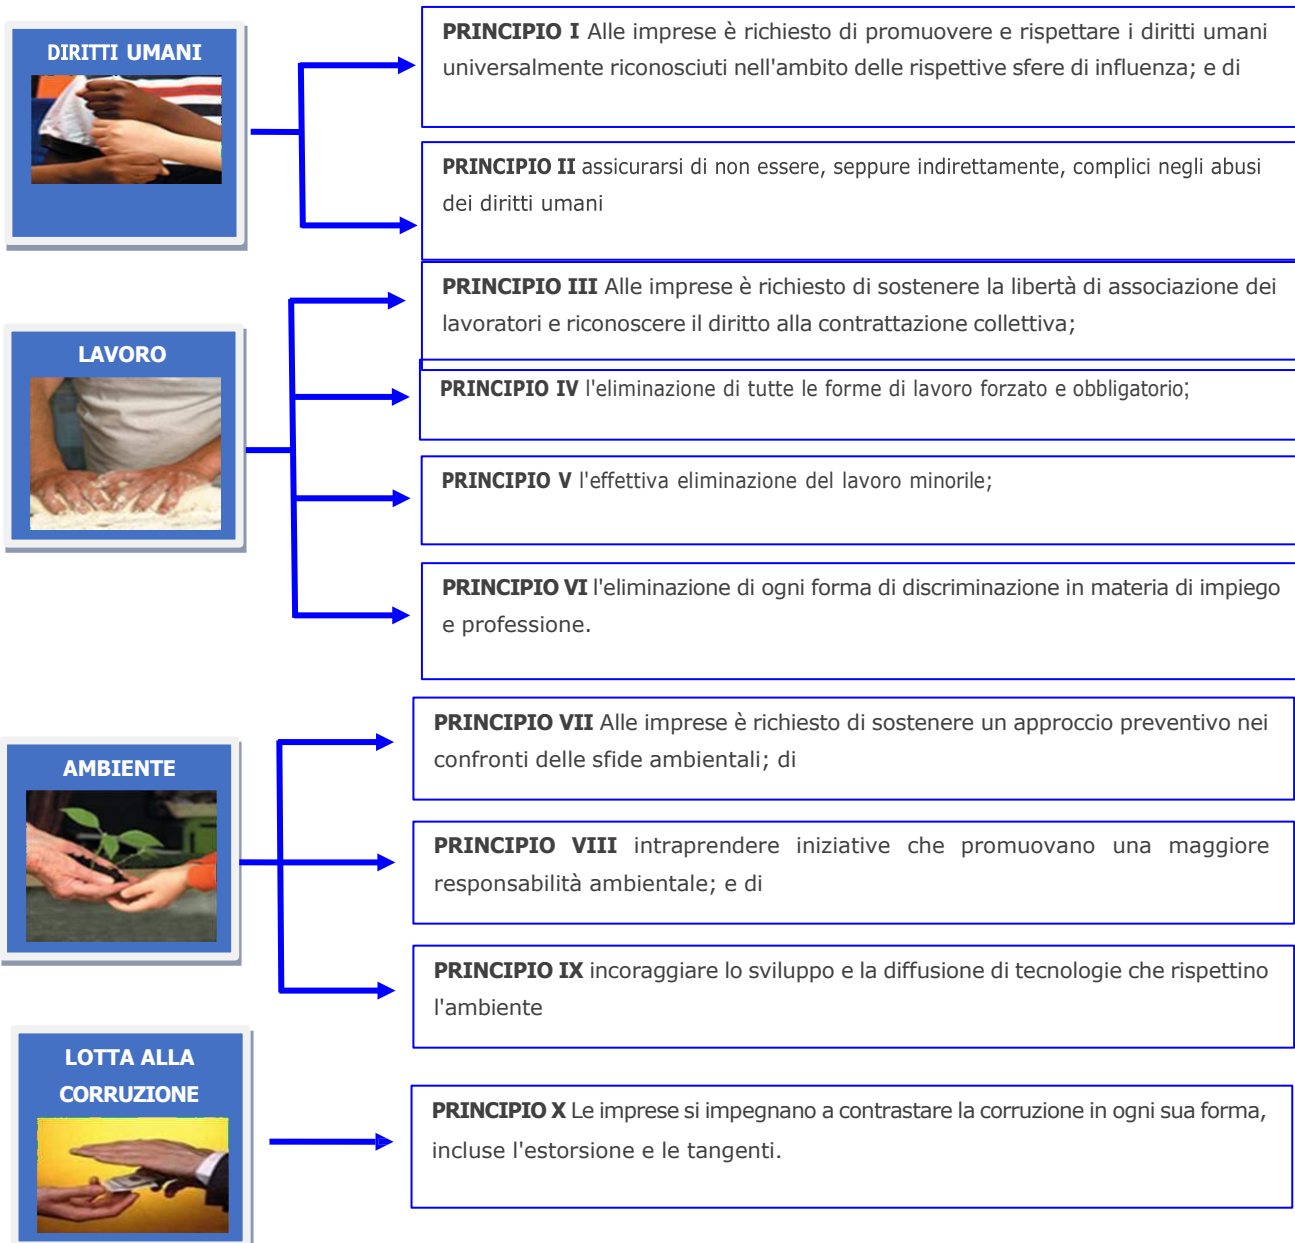 DIRITTI UMANI
PRINCIPIO I Alle imprese è richiesto di promuovere e rispettare i diritti umani
universalmente riconosciuti nell'ambito delle rispettive sfere di influenza; e di
PRINCIPIO II assicurarsi di non essere, seppure indirettamente, complici negli abusi
dei diritti umani
LAVORO
PRINCIPIO III Alle imprese è richiesto di sostenere la libertà di associazione dei
lavoratori e riconoscere il diritto alla contrattazione collettiva;
PRINCIPIO IV l'eliminazione di tutte le forme di lavoro forzato e obbligatorio;
PRINCIPIO V l'effettiva eliminazione del lavoro minorile;
PRINCIPIO VI l'eliminazione di ogni forma di discriminazione in materia di impiego
e professione.
AMBIENTE
PRINCIPIO VII Alle imprese è richiesto di sostenere un approccio preventivo nei
confronti delle sfide ambientali; di
PRINCIPIO VIII intraprendere iniziative che promuovano una maggiore
responsabilità ambientale; e di
PRINCIPIO IX incoraggiare lo sviluppo e la diffusione di tecnologie che rispettino
l'ambiente
LOTTA ALLA
CORRUZIONE
PRINCIPIO X Le imprese si impegnano a contrastare la corruzione in ogni sua forma,
incluse l'estorsione e le tangenti.